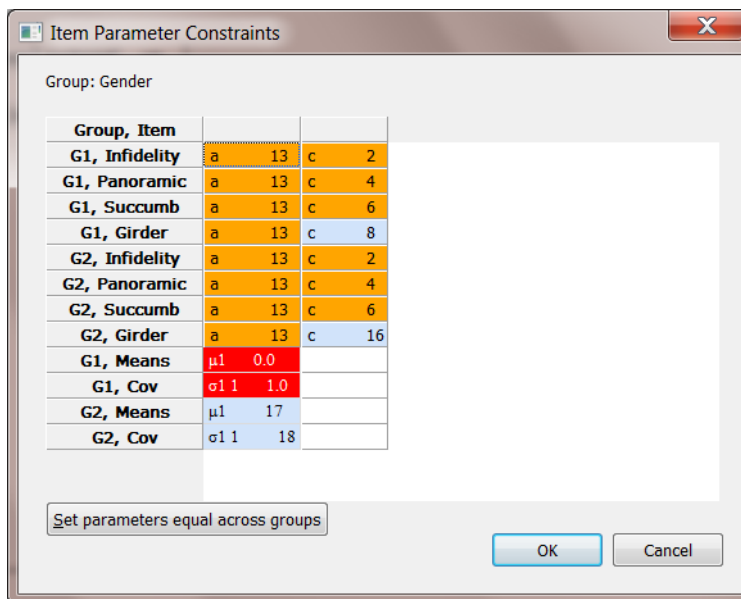 Item Parameter Constraints
X
Group: Gender
Group, Item
G1, Infidelity a 13 c 2
G1, Panoramic a 13 c 4
G1, Succumb a 13 c 6
G1, Girder a 13 c 8
G2, Infidelity a 13 c 2
G2, Panoramic a 13 c 4
G2, Succumb a 13 c 6
G2, Girder a 13 c 16
G1, Means μ1 0.0
G1, Cov σ1 1 1.0
G2, Means μ1 17
G2, Cov σ1 1 18
Set parameters equal across groups
OK Cancel